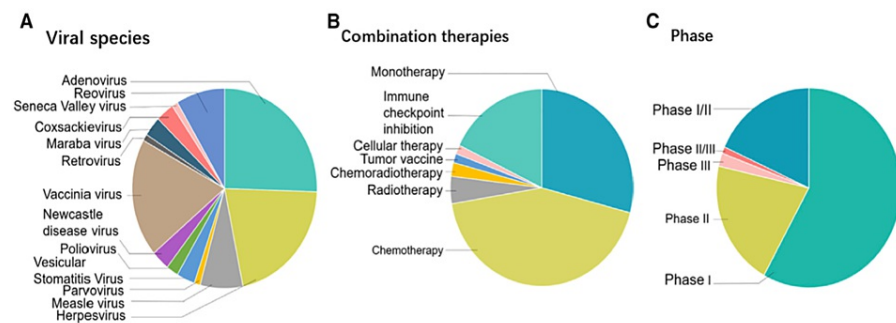 A
Viral species
Adenovirus
Reovirus
Seneca Valley virus
Coxsackievirus
Maraba virus
Retrovirus
Vaccinia virus
Newcastle
disease virus
Poliovirus
Vesicular
Stomatitis Virus
Parvovirus
Measle virus
Herpesvirus
B
Combination therapies
Monotherapy
Immune
checkpoint
inhibition
Cellular therapy
Tumor vaccine
Chemoradiotherapy
Radiotherapy
Chemotherapy
C
Phase
Phase I/II
Phase II/III
Phase III
Phase II
Phase I